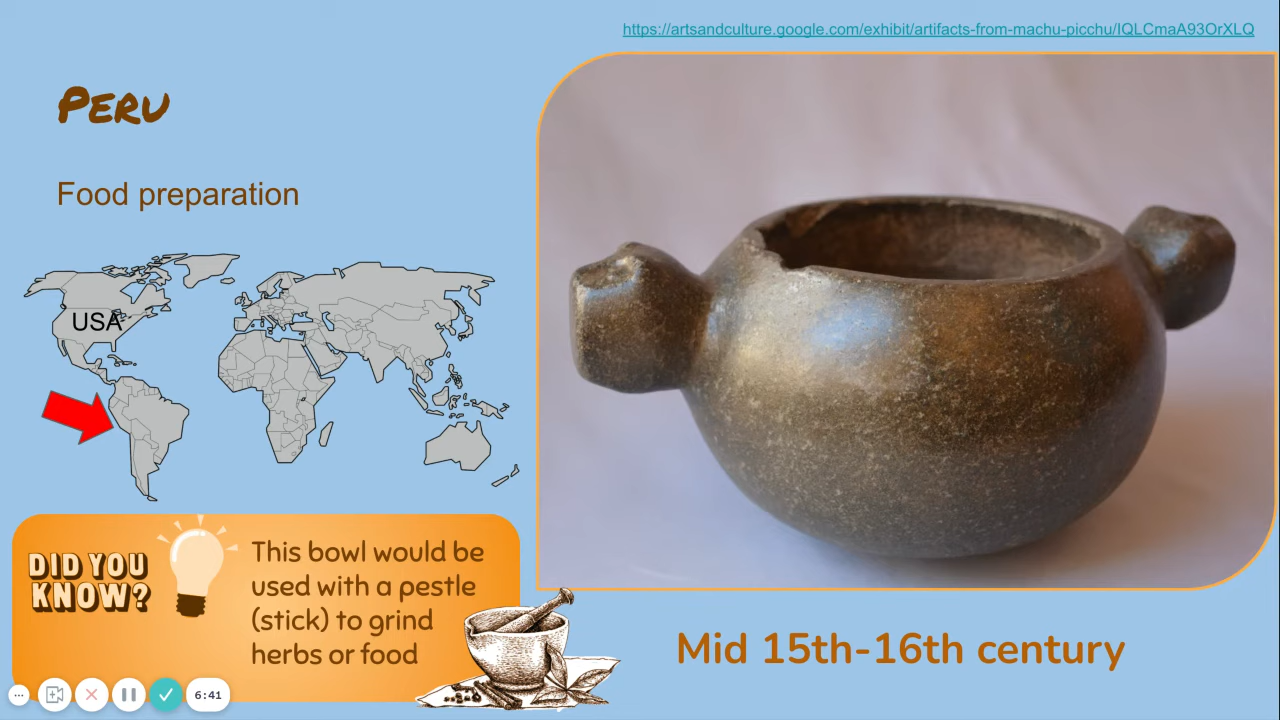 https://artsandculture.google.com/exhibit/artifacts-from-machu-picchu/IQLCmaA93OrXLQ
Peru
Food preparation
USA
DID YOU
KNOW?
This bowl would be
used with a pestle
(stick) to grind
herbs or food
Mid 15th-16th century
6:41